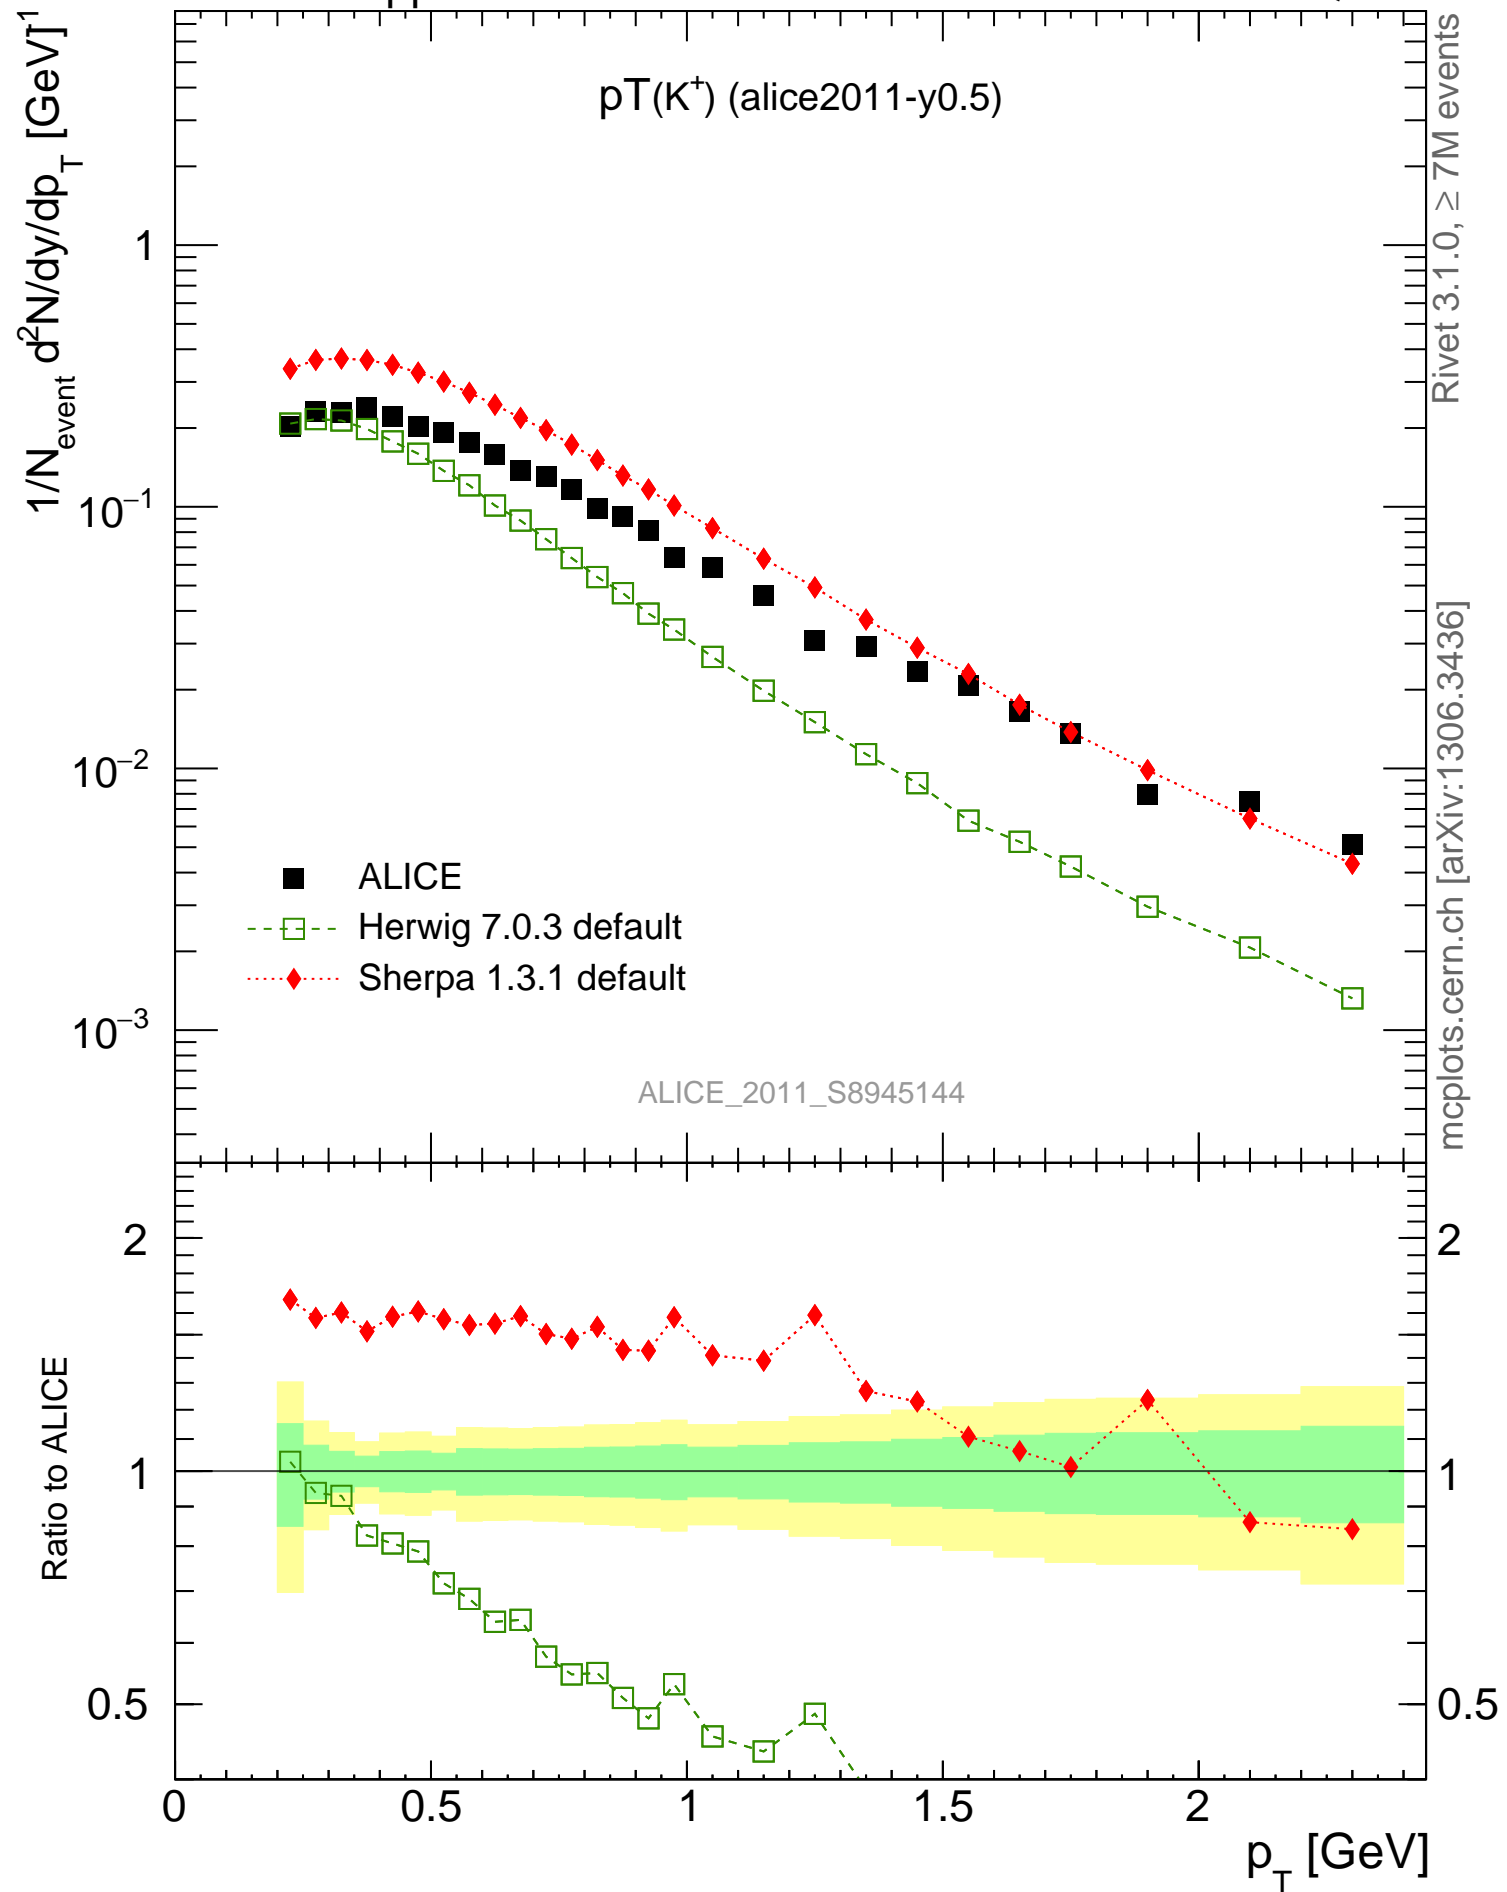 pT(K⁺) (alice2011-y0.5)
1/N_event d²N/dy/dp_T [GeV]⁻¹
1
10⁻¹
10⁻²
10⁻³
ALICE
Herwig 7.0.3 default
Sherpa 1.3.1 default
ALICE_2011_S8945144
Rivet 3.1.0, ≥ 7M events
mcplots.cern.ch [arXiv:1306.3436]
Ratio to ALICE
2
1
0.5
2
1
0.5
0 0.5 1 1.5 2
p_T [GeV]